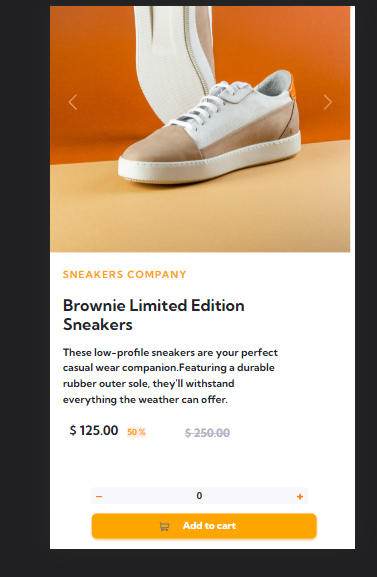 SNEAKERS COMPANY
Brownie Limited Edition
Sneakers
These low-profile sneakers are your perfect
casual wear companion.Featuring a durable
rubber outer sole, they'll withstand
everything the weather can offer.
$ 125.00 50 % $ 250.00
− 0 +
Add to cart